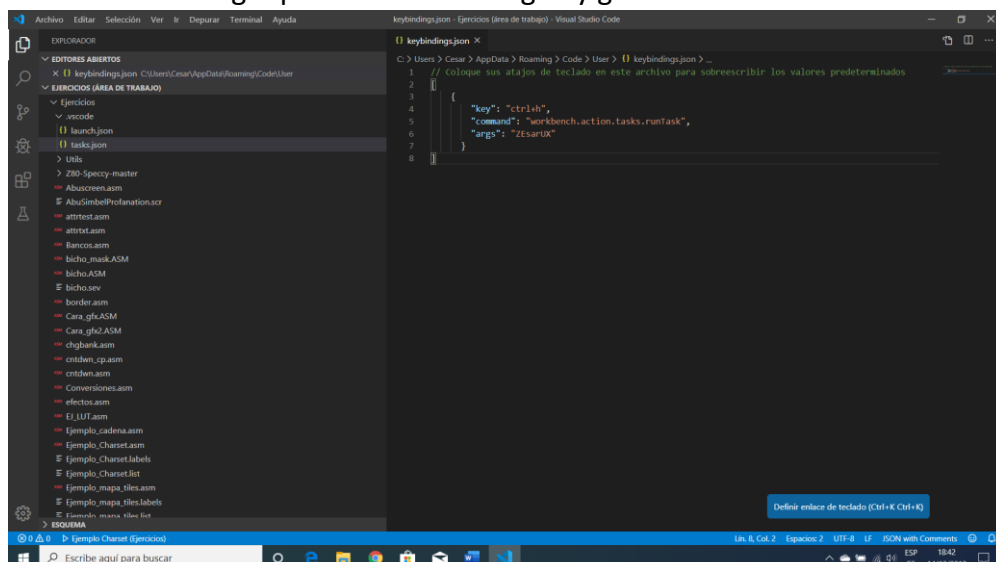 Archivo Editar Selección Ver Ir Depurar Terminal Ayuda
keybindings.json - Ejercicios (área de trabajo) - Visual Studio Code
EXPLORADOR
EDITORES ABIERTOS
keybindings.json C:\Users\Cesar\AppData\Roaming\Code\User
EJERCICIOS (ÁREA DE TRABAJO)
Ejercicios
.vscode
launch.json
tasks.json
Utils
Z80-Speccy-master
Abuscreen.asm
AbuSimbelProfanation.scr
attrtest.asm
attrtxt.asm
Bancos.asm
bicho_mask.ASM
bicho.ASM
bicho.sev
border.asm
Cara_gfx.ASM
Cara_gfx2.ASM
chgbank.asm
cntdwn_cp.asm
cntdwn.asm
Conversiones.asm
efectos.asm
EJ_LUT.asm
Ejemplo_cadena.asm
Ejemplo_Charset.asm
Ejemplo_Charset.labels
Ejemplo_Charset.list
Ejemplo_mapa_tiles.asm
Ejemplo_mapa_tiles.labels
Ejemplo_mapa_tiles.list
ESQUEMA
{} keybindings.json ×
C: > Users > Cesar > AppData > Roaming > Code > User > {} keybindings.json > ...
1 // Coloque sus atajos de teclado en este archivo para sobreescribir los valores predeterminados
2 [
3 {
4 "key": "ctrl+h",
5 "command": "workbench.action.tasks.runTask",
6 "args": "ZEsarUX"
7 }
8 ]
Definir enlace de teclado (Ctrl+K Ctrl+K)
0 0 Ejemplo Charset (Ejercicios)
Lín. 8, Col. 2 Espacios: 2 UTF-8 LF JSON with Comments
Escribe aquí para buscar
ESP 18:42